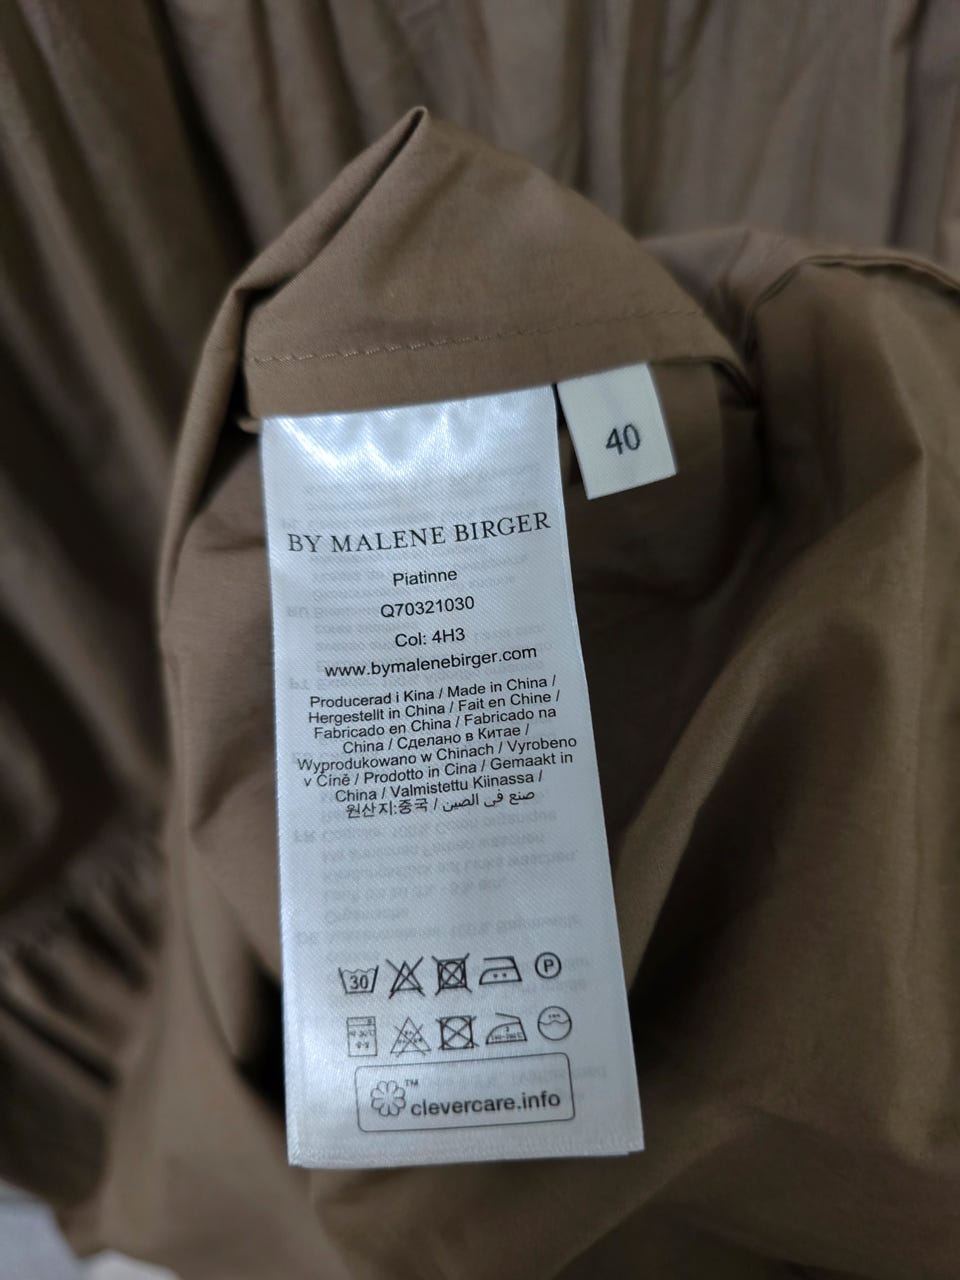 40
BY MALENE BIRGER
Piatinne
Q70321030
Col: 4H3
www.bymalenebirger.com
Producerad i Kina / Made in China /
Hergestellt in China / Fait en Chine /
Fabricado en China / Fabricado na
China / Сделано в Китае /
Wyprodukowano w Chinach / Vyrobeno
v Číně / Prodotto in Cina / Gemaakt in
China / Valmistettu Kiinassa /
원산지:중국 / صنع في الصين
30
P
™
clevercare.info